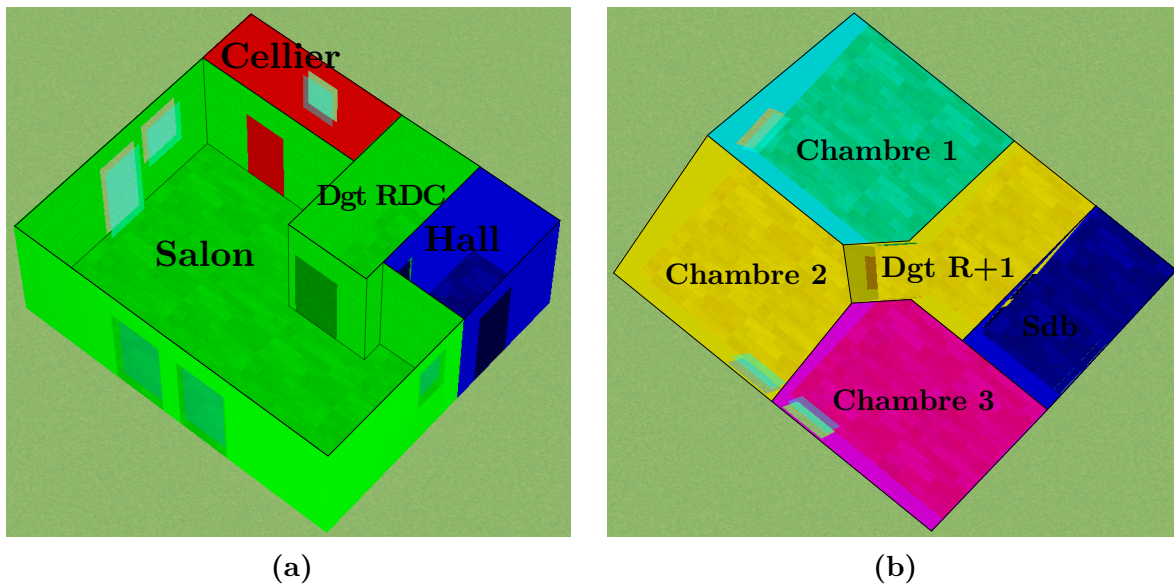 Cellier
Dgt RDC
Hall
Salon
Chambre 1
Chambre 2
Dgt R+1
Sdb
Chambre 3
(a)
(b)